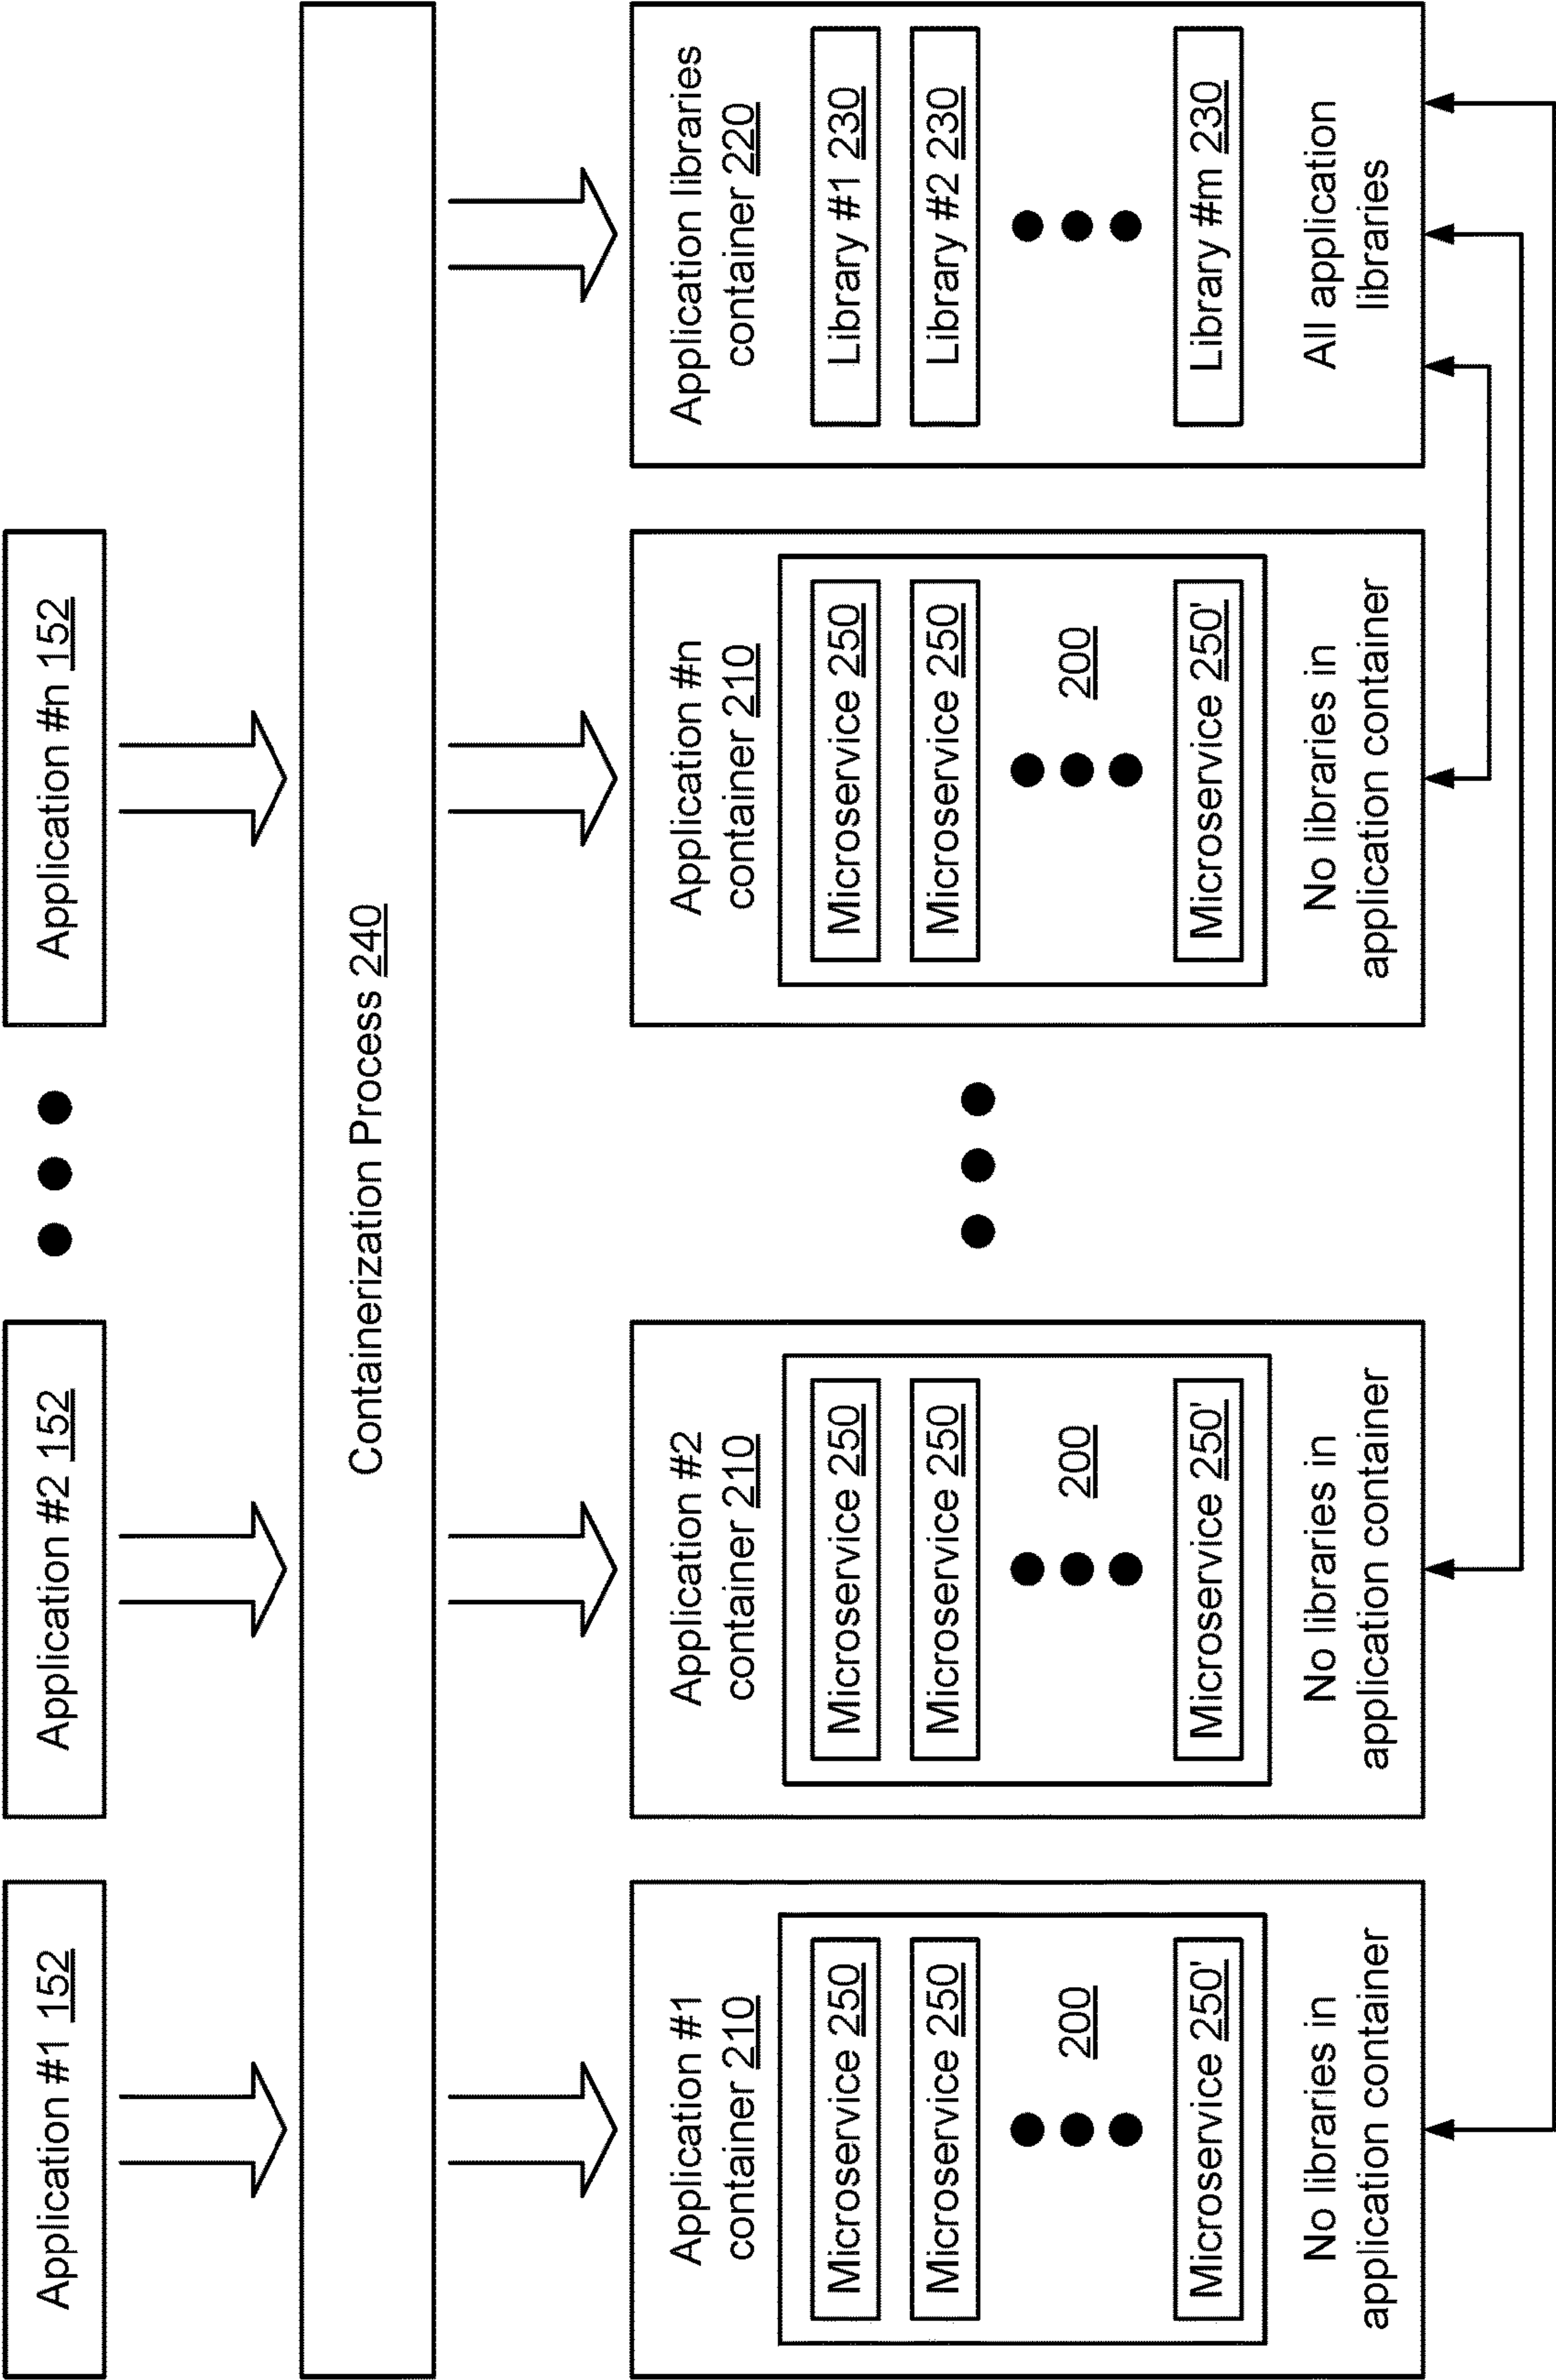 Application #1 152
Application #2 152
Application #n 152
Containerization Process 240
Application #1
container 210
Microservice 250
Microservice 250
200
Microservice 250'
No libraries in
application container
Application #2
container 210
Microservice 250
Microservice 250
200
Microservice 250'
No libraries in
application container
Application #n
container 210
Microservice 250
Microservice 250
200
Microservice 250'
No libraries in
application container
Application libraries
container 220
Library #1 230
Library #2 230
Library #m 230
All application
libraries